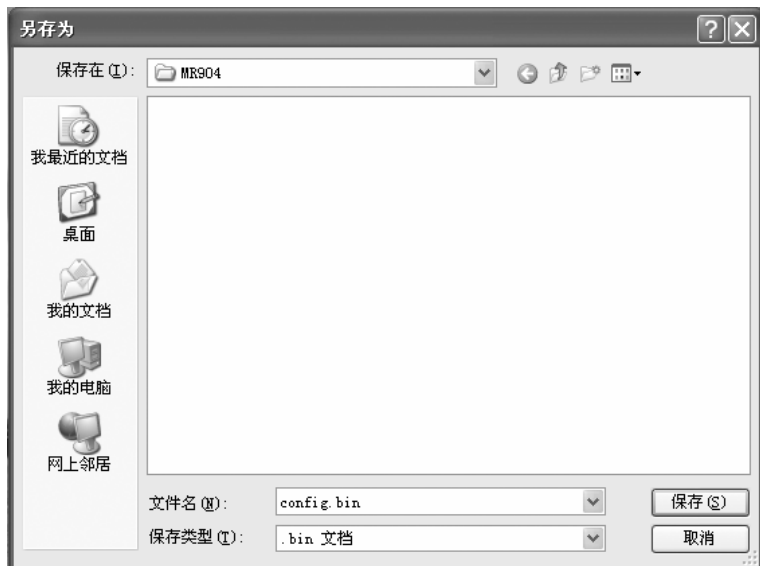 另存为
保存在(I):
MR904
我最近的文档
桌面
我的文档
我的电脑
网上邻居
文件名(N):
config.bin
保存(S)
保存类型(T):
.bin 文档
取消